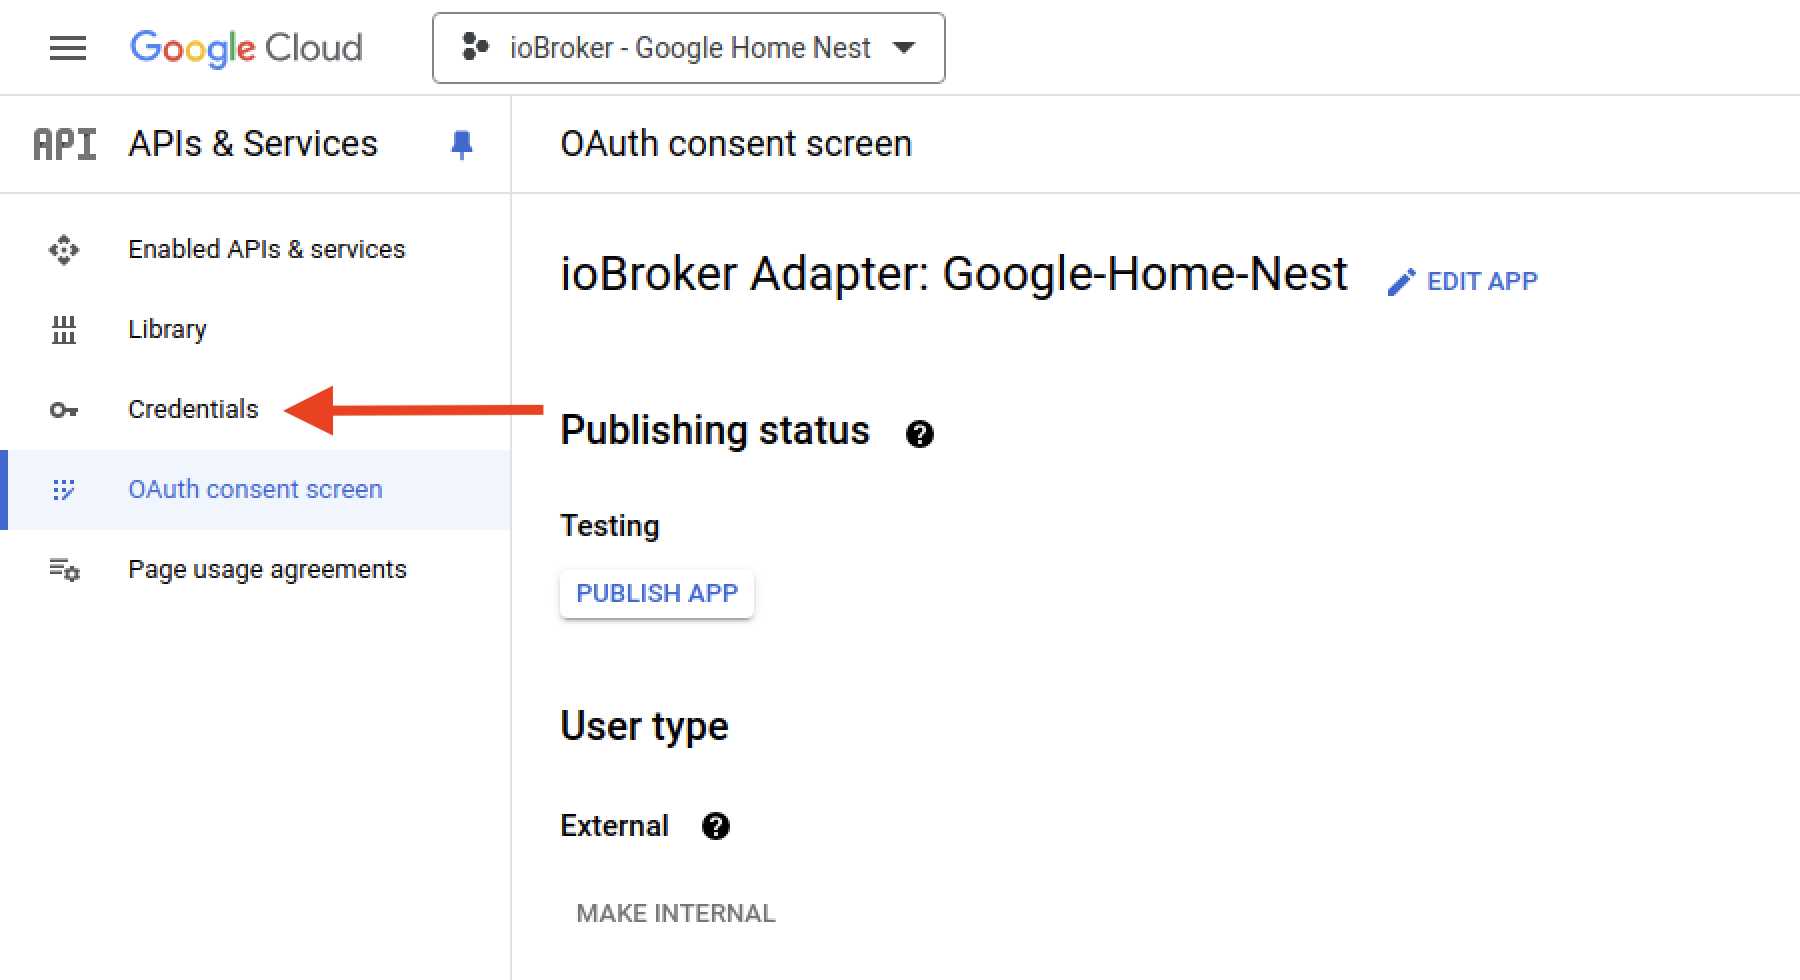 Google Cloud
ioBroker - Google Home Nest
API
APIs & Services
OAuth consent screen
Enabled APIs & services
Library
Credentials
OAuth consent screen
Page usage agreements
ioBroker Adapter: Google-Home-Nest
EDIT APP
Publishing status
Testing
PUBLISH APP
User type
External
MAKE INTERNAL